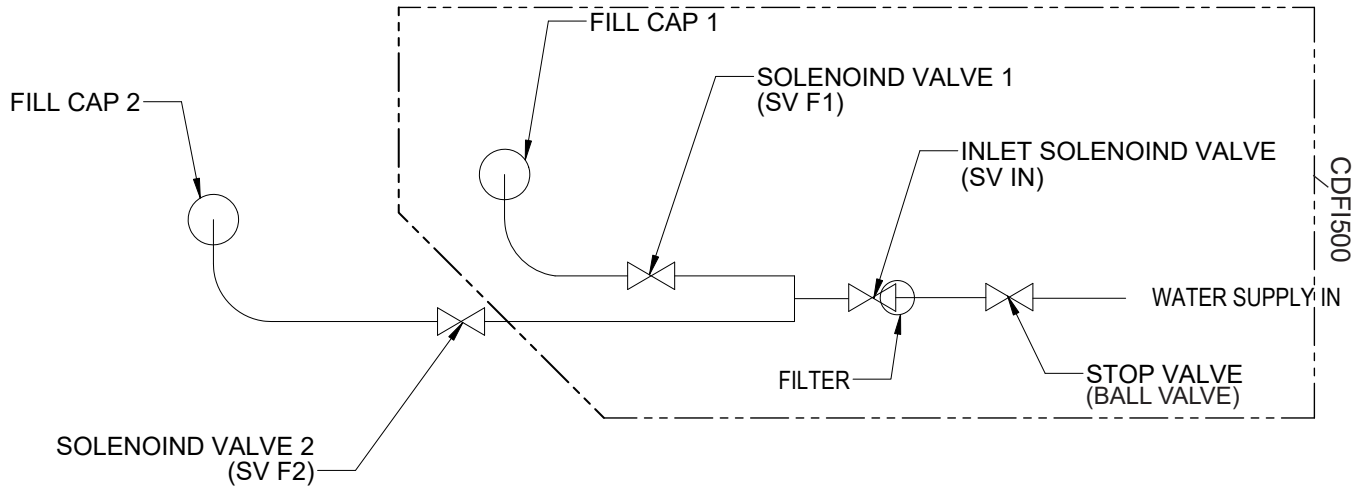 FILL CAP 1
SOLENOIND VALVE 1
(SV F1)
FILL CAP 2
INLET SOLENOIND VALVE
(SV IN)
CDFI500
WATER SUPPLY IN
FILTER
STOP VALVE
(BALL VALVE)
SOLENOIND VALVE 2
(SV F2)